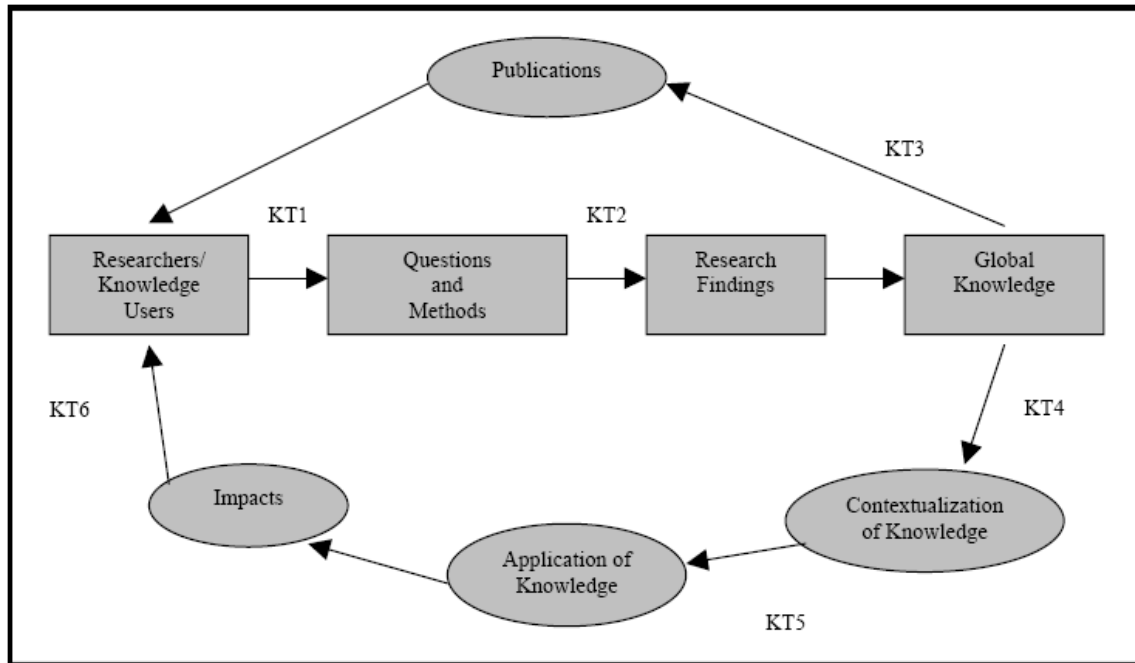 Publications
KT3
KT1
KT2
Researchers/
Knowledge
Users
Questions
and
Methods
Research
Findings
Global
Knowledge
KT6
KT4
Impacts
Contextualization
of Knowledge
Application of
Knowledge
KT5